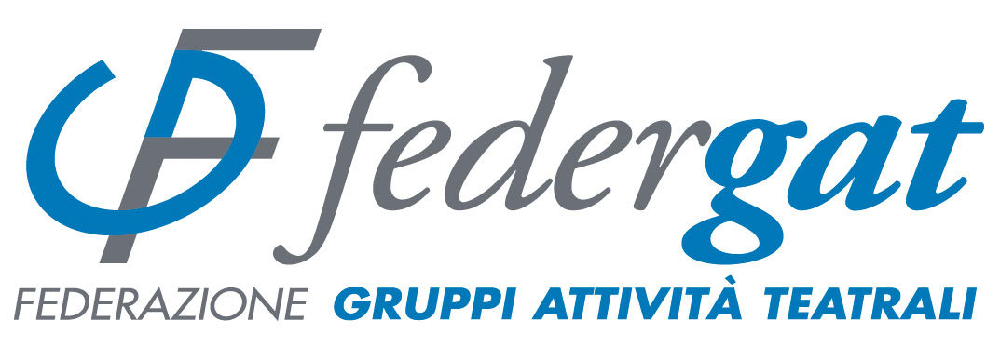 federgat
FEDERAZIONE GRUPPI ATTIVITÀ TEATRALI